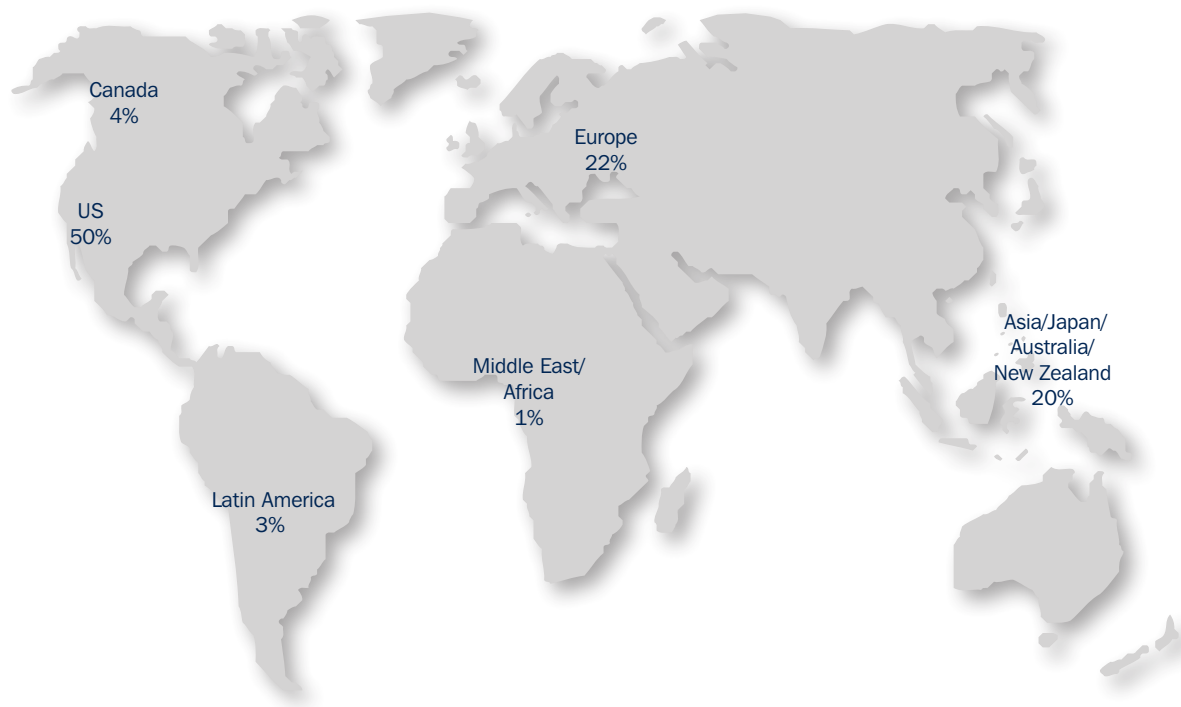 Canada
4%
US
50%
Europe
22%
Asia/Japan/
Australia/
New Zealand
20%
Middle East/
Africa
1%
Latin America
3%